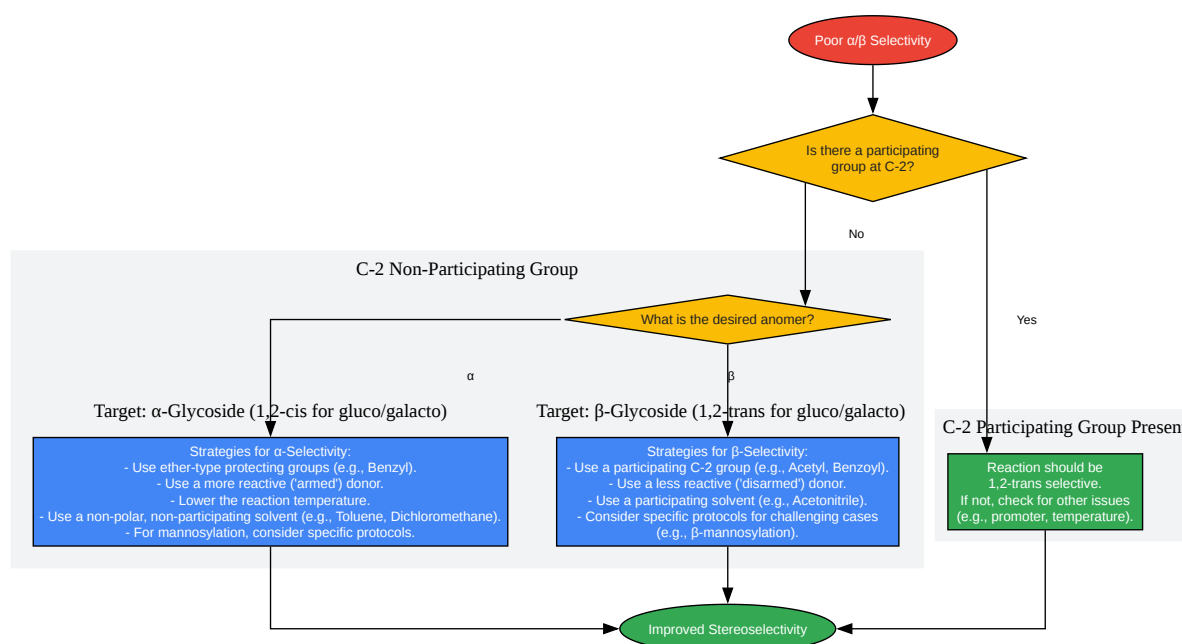 Poor α/β Selectivity
Is there a participating
group at C-2?
No
Yes
C-2 Non-Participating Group
What is the desired anomer?
α
β
Target: α-Glycoside (1,2-cis for gluco/galacto)
Strategies for α-Selectivity:
- Use ether-type protecting groups (e.g., Benzyl).
- Use a more reactive ('armed') donor.
- Lower the reaction temperature.
- Use a non-polar, non-participating solvent (e.g., Toluene, Dichloromethane).
- For mannosylation, consider specific protocols.
Target: β-Glycoside (1,2-trans for gluco/galacto)
Strategies for β-Selectivity:
- Use a participating C-2 group (e.g., Acetyl, Benzoyl).
- Use a less reactive ('disarmed') donor.
- Use a participating solvent (e.g., Acetonitrile).
- Consider specific protocols for challenging cases
(e.g., β-mannosylation).
C-2 Participating Group Presen
Reaction should be
1,2-trans selective.
If not, check for other issues
(e.g., promoter, temperature).
Improved Stereoselectivity